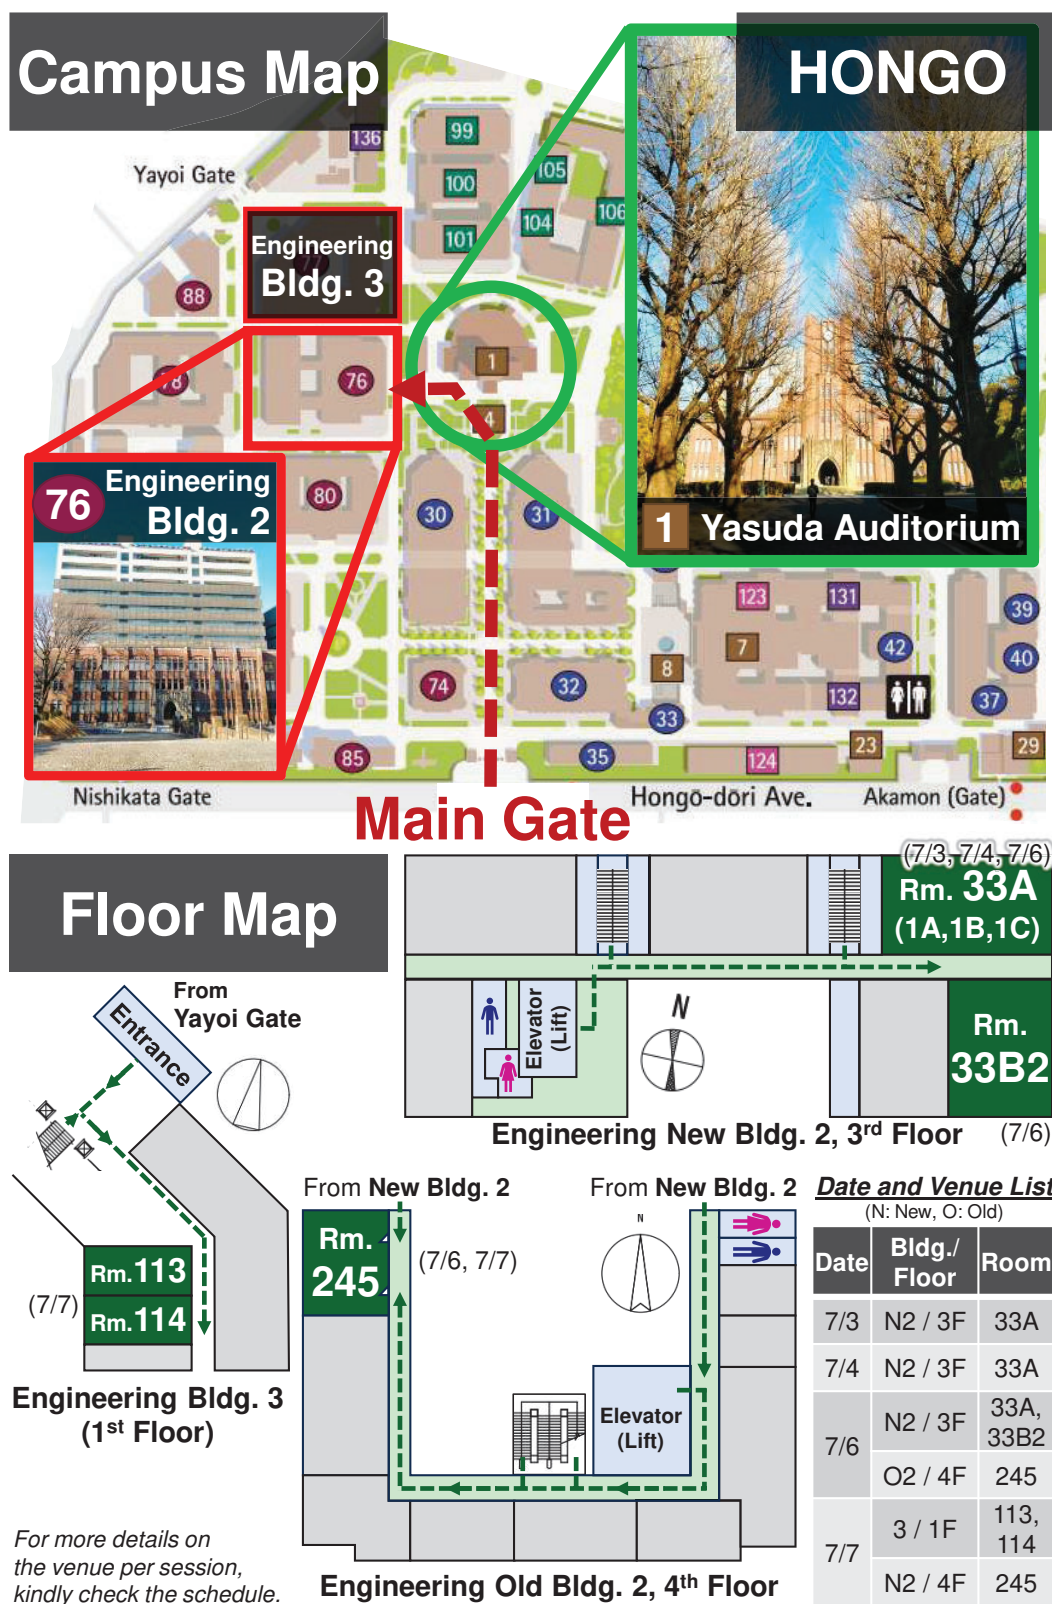 Campus Map
HONGO
136
99
Yayoi Gate
100
105
104
106
101
Engineering
77
Bldg. 3
88
1
78
76
4
76
Engineering
Bldg. 2
80
30
31
1 Yasuda Auditorium
123
131
39
7
42
40
8
74
32
132
37
33
23
29
85
35
124
Nishikata Gate
Hongō-dōri Ave.
Akamon (Gate)
Main Gate
Floor Map
(7/3, 7/4, 7/6)
Rm. 33A
(1A,1B,1C)
From
Yayoi Gate
Entrance
Elevator
(Lift)
N
Rm.
33B2
Engineering New Bldg. 2, 3rd Floor
(7/6)
Rm.113
(7/7)
Rm.114
Engineering Bldg. 3
(1st Floor)
From New Bldg. 2
From New Bldg. 2
Rm.
245
(7/6, 7/7)
N
Elevator
(Lift)
Engineering Old Bldg. 2, 4th Floor
Date and Venue List
(N: New, O: Old)
Date Bldg./ Floor Room
7/3 N2 / 3F 33A
7/4 N2 / 3F 33A
7/6 N2 / 3F 33A, 33B2
O2 / 4F 245
7/7 3 / 1F 113, 114
N2 / 4F 245
For more details on
the venue per session,
kindly check the schedule.